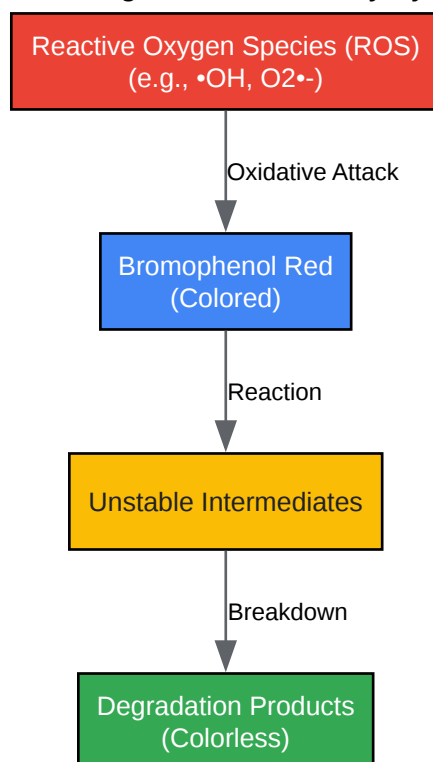 Reactive Oxygen Species (ROS)
(e.g., •OH, O2•-)
Oxidative Attack
Bromophenol Red
(Colored)
Reaction
Unstable Intermediates
Breakdown
Degradation Products
(Colorless)